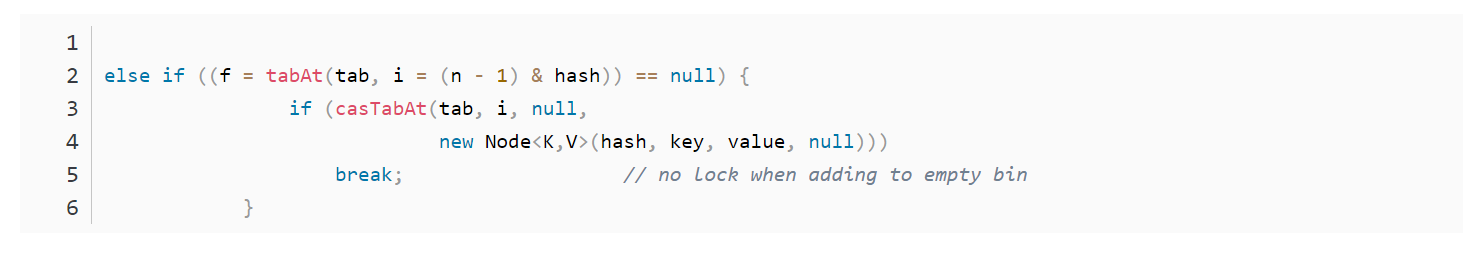 1
2 else if ((f = tabAt(tab, i = (n - 1) & hash)) == null) {
3 if (casTabAt(tab, i, null,
4 new Node<K,V>(hash, key, value, null)))
5 break; // no lock when adding to empty bin
6 }